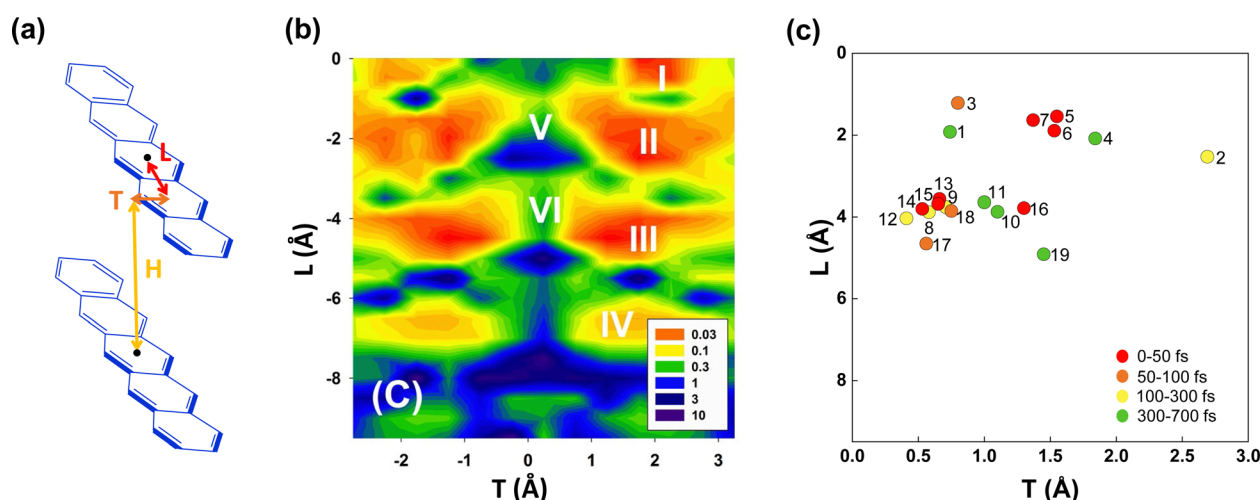 (a)
L
T
H
(b)
L (Å)
0
-2
-4
-6
-8
I
II
V
VI
III
IV
(C)
0.03
0.1
0.3
1
3
10
-2
-1
0
1
2
3
T (Å)
(c)
L (Å)
0
2
4
6
8
3
1
7
5
6
4
2
13
15
9
11
14
12
8
18
10
16
17
19
0-50 fs
50-100 fs
100-300 fs
300-700 fs
0.0
0.5
1.0
1.5
2.0
2.5
3.0
T (Å)